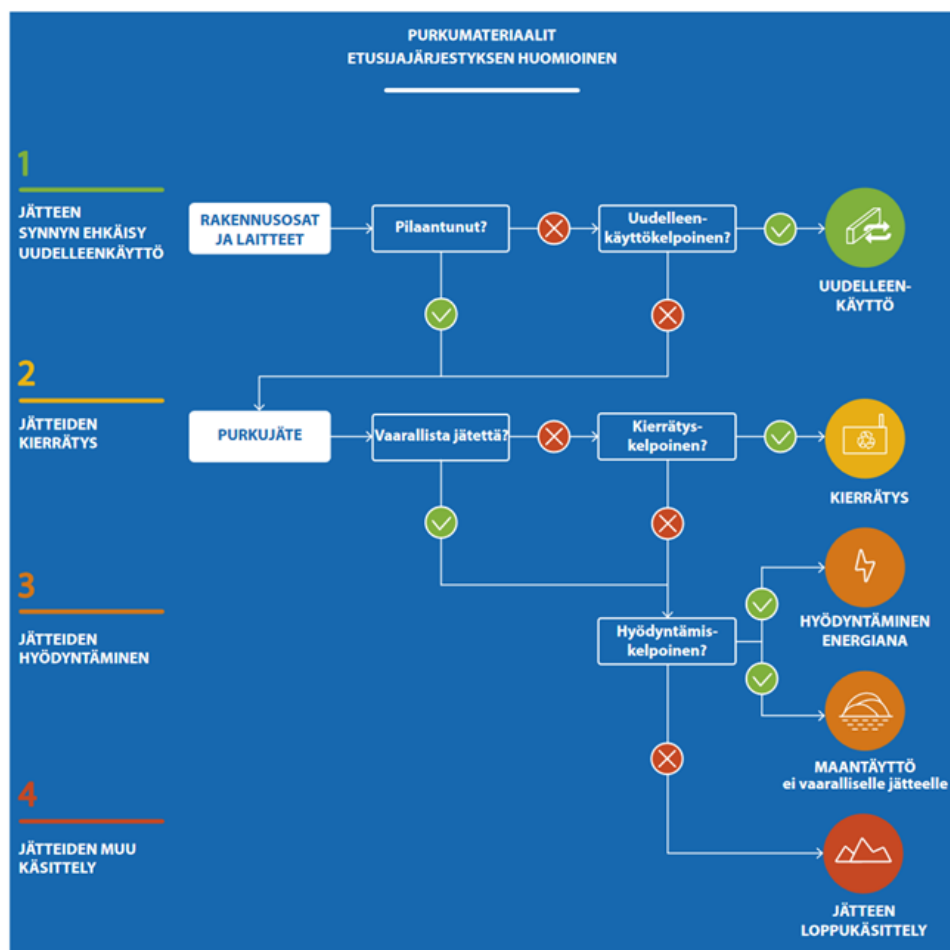 PURKUMATERIAALIT
ETUSIJAJÄRJESTYKSEN HUOMIOINEN
1
JÄTTEEN
SYNNYN EHKÄISY
UUDELLEENKÄYTTÖ
RAKENNUSOSAT
JA LAITTEET
Pilaantunut?
Uudelleen-
käyttökelpoinen?
UUDELLEEN-
KÄYTTÖ
2
JÄTTEIDEN
KIERRÄTYS
PURKUJÄTE
Vaarallista jätettä?
Kierrätys-
kelpoinen?
KIERRÄTYS
3
JÄTTEIDEN
HYÖDYNTÄMINEN
Hyödyntämis-
kelpoinen?
HYÖDYNTÄMINEN
ENERGIANA
MAANTÄYTTÖ
ei vaaralliselle jätteelle
4
JÄTTEIDEN MUU
KÄSITTELY
JÄTTEEN
LOPPUKÄSITTELY